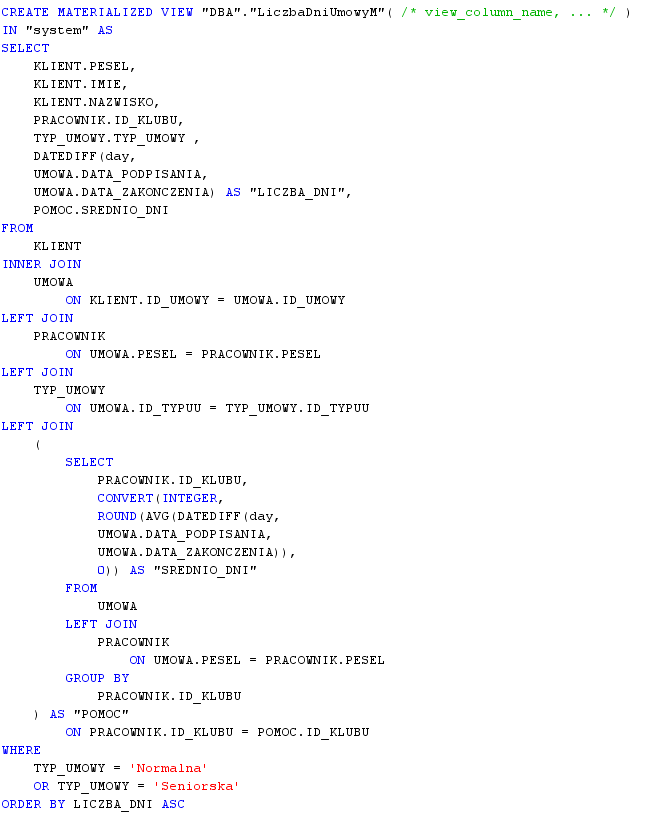 CREATE MATERIALIZED VIEW "DBA"."LiczbaDniUmowyM"( /* view_column_name, ... */ )
IN "system" AS
SELECT
    KLIENT.PESEL,
    KLIENT.IMIE,
    KLIENT.NAZWISKO,
    PRACOWNIK.ID_KLUBU,
    TYP_UMOWY.TYP_UMOWY ,
    DATEDIFF(day,
    UMOWA.DATA_PODPISANIA,
    UMOWA.DATA_ZAKONCZENIA) AS "LICZBA_DNI",
    POMOC.SREDNIO_DNI
FROM
    KLIENT
INNER JOIN
    UMOWA
        ON KLIENT.ID_UMOWY = UMOWA.ID_UMOWY
LEFT JOIN
    PRACOWNIK
        ON UMOWA.PESEL = PRACOWNIK.PESEL
LEFT JOIN
    TYP_UMOWY
        ON UMOWA.ID_TYPUU = TYP_UMOWY.ID_TYPUU
LEFT JOIN
    (
        SELECT
            PRACOWNIK.ID_KLUBU,
            CONVERT(INTEGER,
            ROUND(AVG(DATEDIFF(day,
            UMOWA.DATA_PODPISANIA,
            UMOWA.DATA_ZAKONCZENIA)),
            0)) AS "SREDNIO_DNI"
        FROM
            UMOWA
        LEFT JOIN
            PRACOWNIK
                ON UMOWA.PESEL = PRACOWNIK.PESEL
        GROUP BY
            PRACOWNIK.ID_KLUBU
    ) AS "POMOC"
        ON PRACOWNIK.ID_KLUBU = POMOC.ID_KLUBU
WHERE
    TYP_UMOWY = 'Normalna'
    OR TYP_UMOWY = 'Seniorska'
ORDER BY LICZBA_DNI ASC